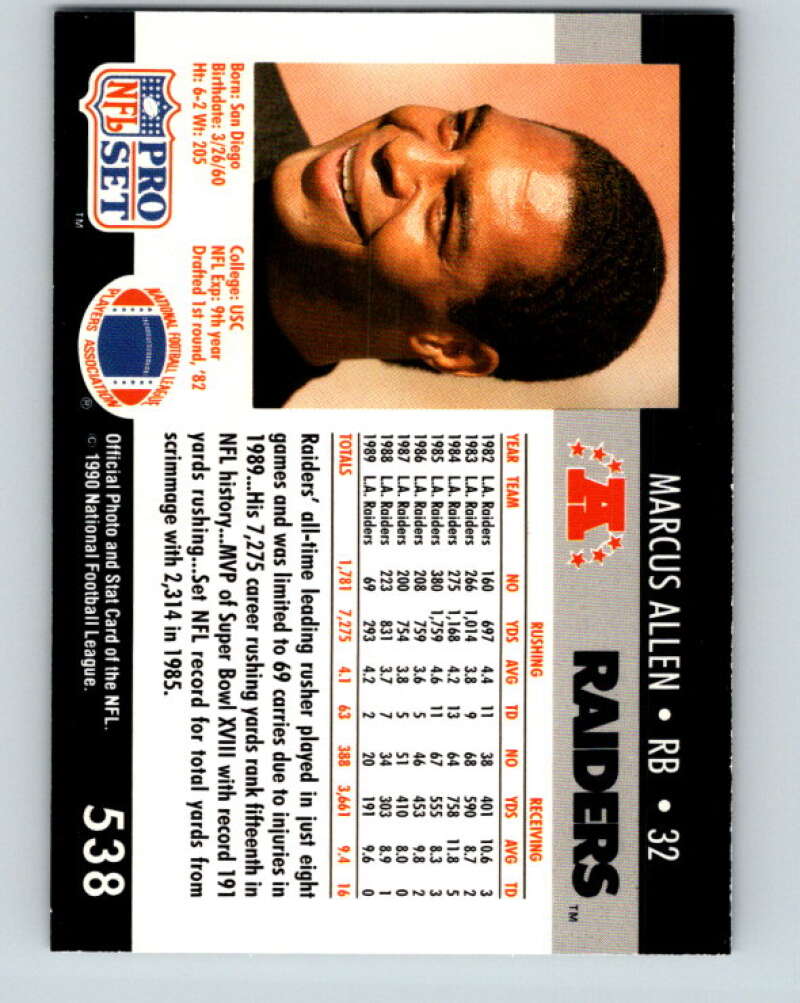 MARCUS ALLEN • RB • 32
A
RAIDERS™
Born: San Diego
Birthdate: 3/26/60
Ht: 6-2 Wt: 205
College: USC
NFL Exp: 9th year
Drafted 1st round, '82
RUSHING RECEIVING
YEAR TEAM NO YDS AVG TD NO YDS AVG TD
1982 L.A. Raiders 160 697 4.4 11 38 401 10.6 3
1983 L.A. Raiders 266 1,014 3.8 9 68 590 8.7 2
1984 L.A. Raiders 275 1,168 4.2 13 64 758 11.8 5
1985 L.A. Raiders 380 1,759 4.6 11 67 555 8.3 3
1986 L.A. Raiders 208 759 3.6 5 46 453 9.8 2
1987 L.A. Raiders 200 754 3.8 5 51 410 8.0 0
1988 L.A. Raiders 223 831 3.7 7 34 303 8.9 1
1989 L.A. Raiders 69 293 4.2 2 20 191 9.6 0
TOTALS 1,781 7,275 4.1 63 388 3,661 9.4 16
Raiders' all-time leading rusher played in just eight
games and was limited to 69 carries due to injuries in
1989...His 7,275 career rushing yards rank fifteenth in
NFL history...MVP of Super Bowl XVIII with record 191
yards rushing...Set NFL record for total yards from
scrimmage with 2,314 in 1985.
NFL
PRO
SET
™
NATIONAL FOOTBALL LEAGUE
PLAYERS ASSOCIATION
®
Official Photo and Stat Card of the NFL.
© 1990 National Football League.
538